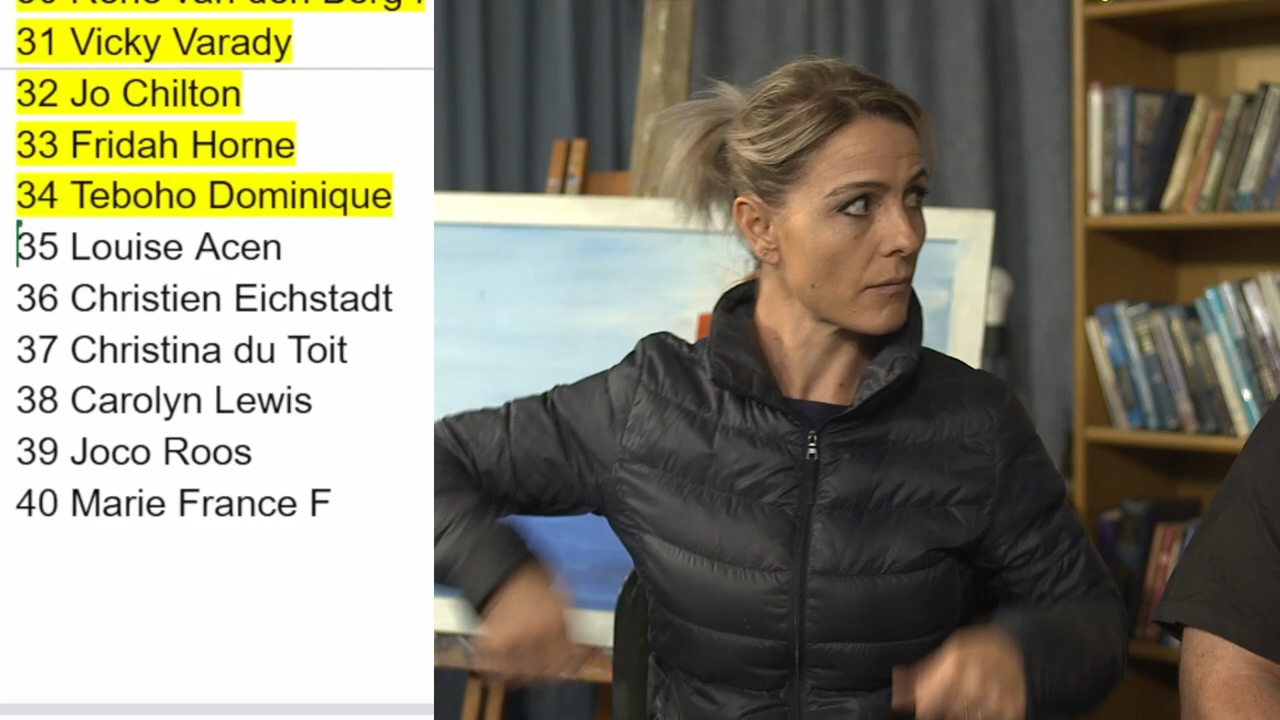 31 Vicky Varady
32 Jo Chilton
33 Fridah Horne
34 Teboho Dominique
35 Louise Acen
36 Christien Eichstadt
37 Christina du Toit
38 Carolyn Lewis
39 Joco Roos
40 Marie France F